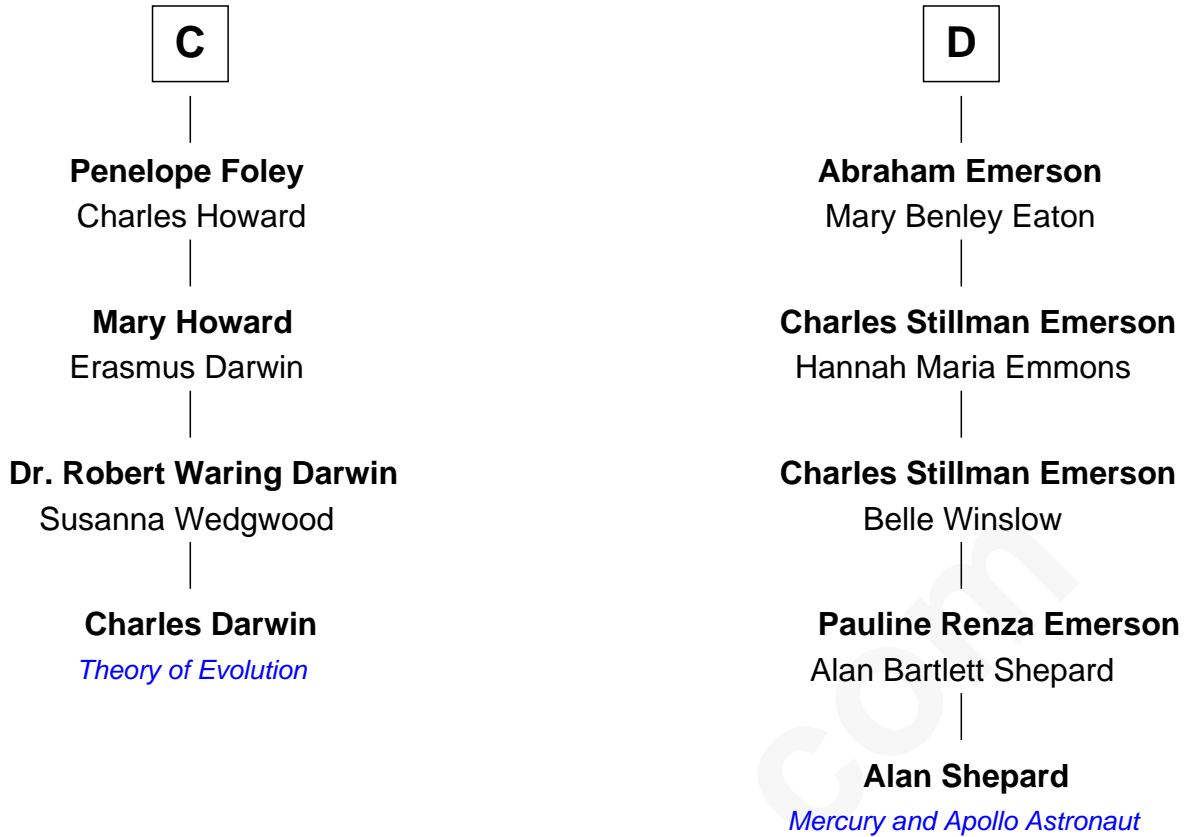 C
Penelope Foley
Charles Howard
Mary Howard
Erasmus Darwin
Dr. Robert Waring Darwin
Susanna Wedgwood
Charles Darwin
Theory of Evolution
D
Abraham Emerson
Mary Benley Eaton
Charles Stillman Emerson
Hannah Maria Emmons
Charles Stillman Emerson
Belle Winslow
Pauline Renza Emerson
Alan Bartlett Shepard
Alan Shepard
Mercury and Apollo Astronaut
com